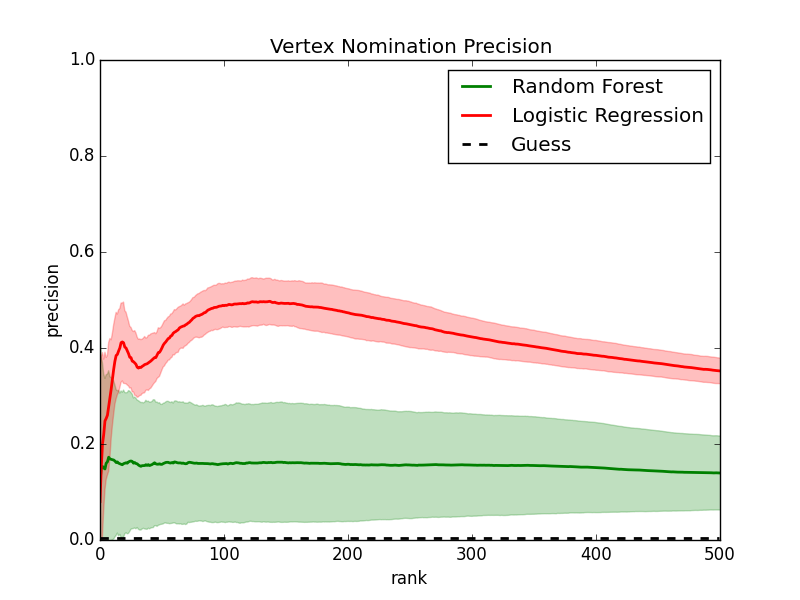 Vertex Nomination Precision
1.0
0.8
0.6
0.4
0.2
0.0
precision
Random Forest
Logistic Regression
Guess
0 100 200 300 400 500
rank